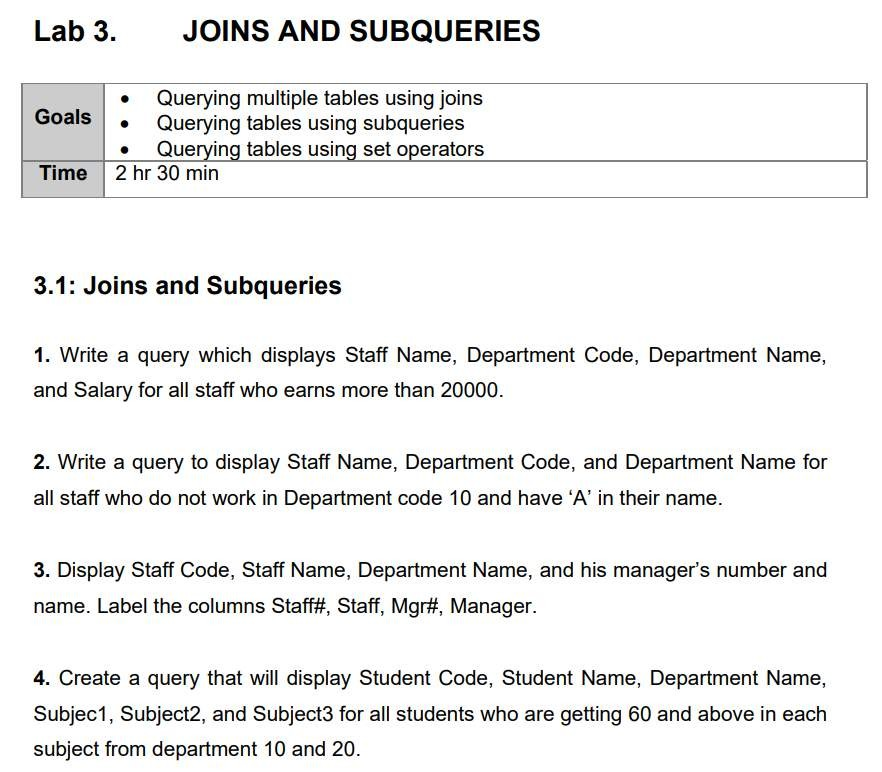 Lab 3. JOINS AND SUBQUERIES
Goals
• Querying multiple tables using joins
• Querying tables using subqueries
• Querying tables using set operators
Time 2 hr 30 min
3.1: Joins and Subqueries
1. Write a query which displays Staff Name, Department Code, Department Name,
and Salary for all staff who earns more than 20000.
2. Write a query to display Staff Name, Department Code, and Department Name for
all staff who do not work in Department code 10 and have ‘A’ in their name.
3. Display Staff Code, Staff Name, Department Name, and his manager’s number and
name. Label the columns Staff#, Staff, Mgr#, Manager.
4. Create a query that will display Student Code, Student Name, Department Name,
Subjec1, Subject2, and Subject3 for all students who are getting 60 and above in each
subject from department 10 and 20.